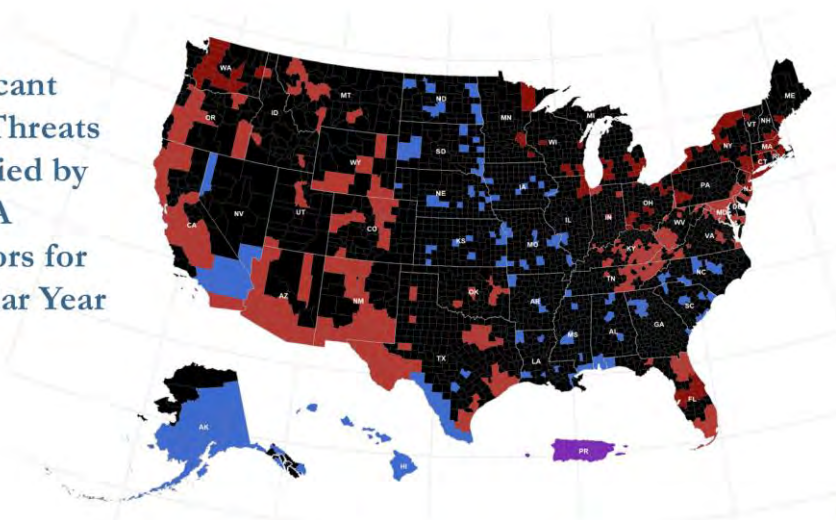 cant
Threats
ied by
A
ors for
ar Year
WA
OR
ID
MT
ND
MN
WI
MI
ME
VT
NH
NY
MA
CT
WY
SD
NE
IA
NV
UT
CO
KS
MO
IL
IN
OH
PA
NJ
WV
VA
KY
CA
AZ
NM
OK
AR
TN
NC
SC
TX
LA
MS
AL
GA
FL
AK
HI
PR